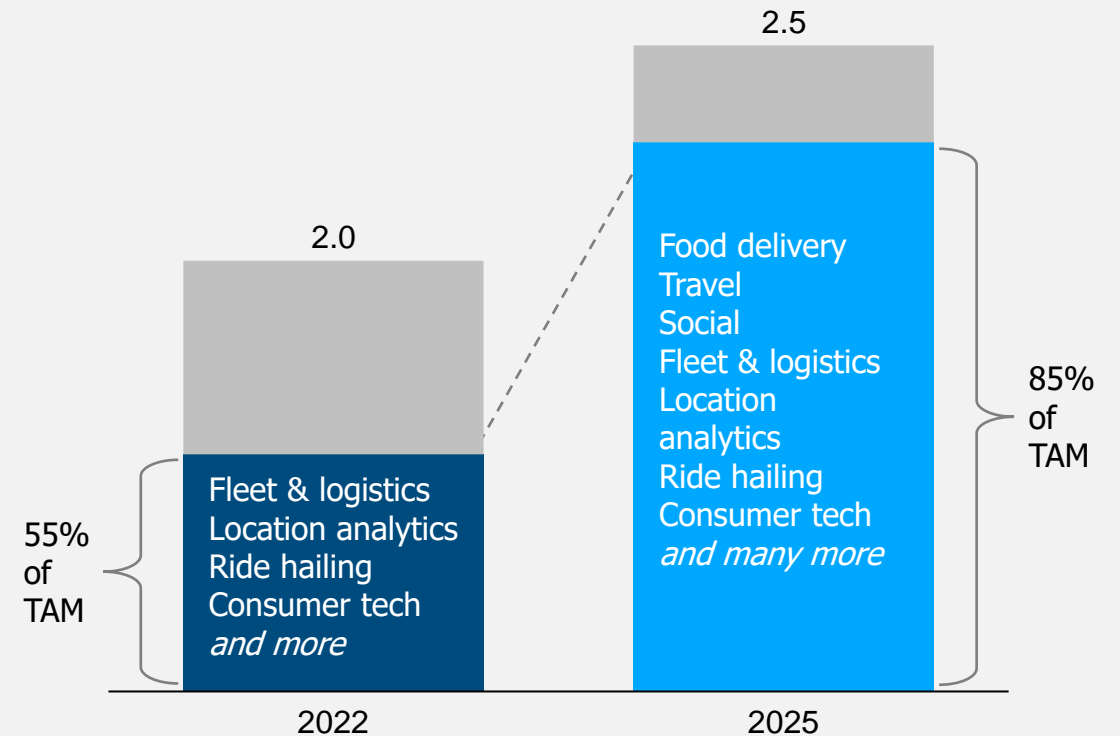 2.5
2.0
55%
of
TAM
Fleet & logistics
Location analytics
Ride hailing
Consumer tech
and more
Food delivery
Travel
Social
Fleet & logistics
Location
analytics
Ride hailing
Consumer tech
and many more
85%
of
TAM
2022
2025